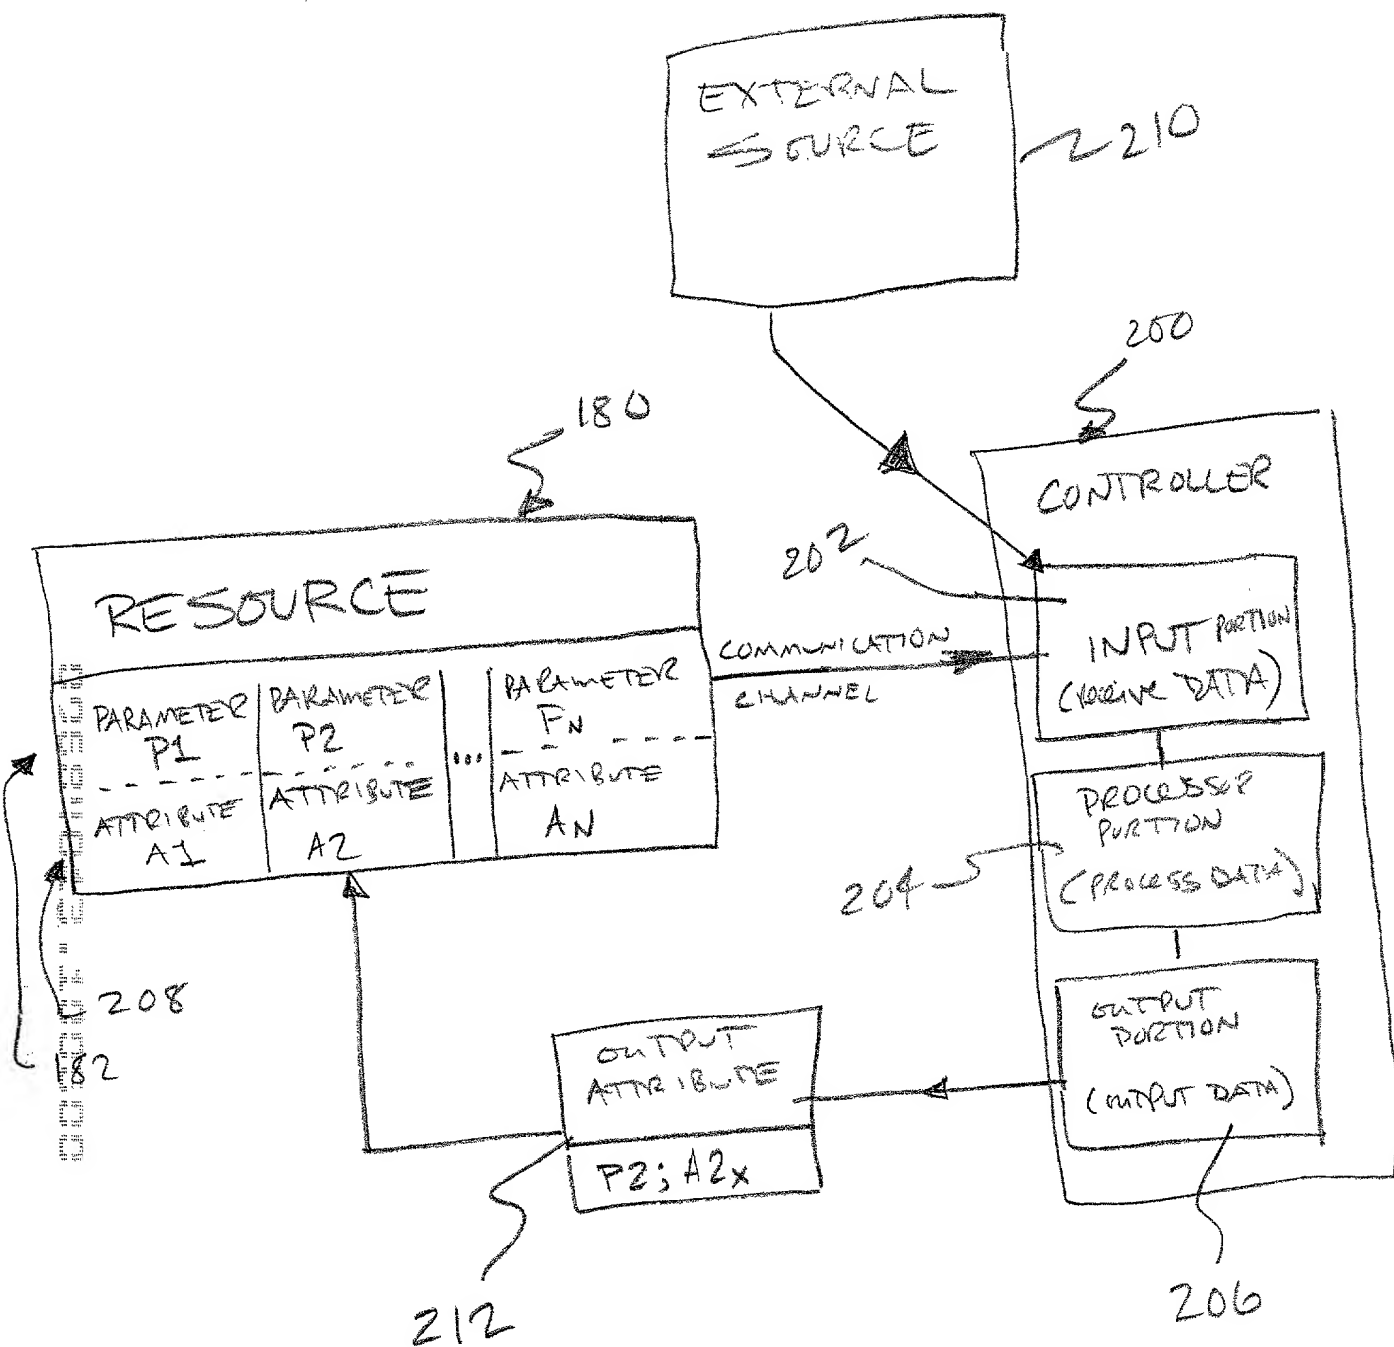 EXTERNAL
SOURCE
210
200
180
CONTROLLER
202
RESOURCE
COMMUNICATION
CHANNEL
INPUT PORTION
(receive DATA)
PARAMETER
P1
ATTRIBUTE
A1
PARAMETER
P2
ATTRIBUTE
A2
...
PARAMETER
PN
ATTRIBUTE
AN
PROCESSOR
PORTION
(PROCESS DATA)
204
208
182
OUTPUT
ATTRIBUTE
P2; A2x
OUTPUT
PORTION
(OUTPUT DATA)
212
206